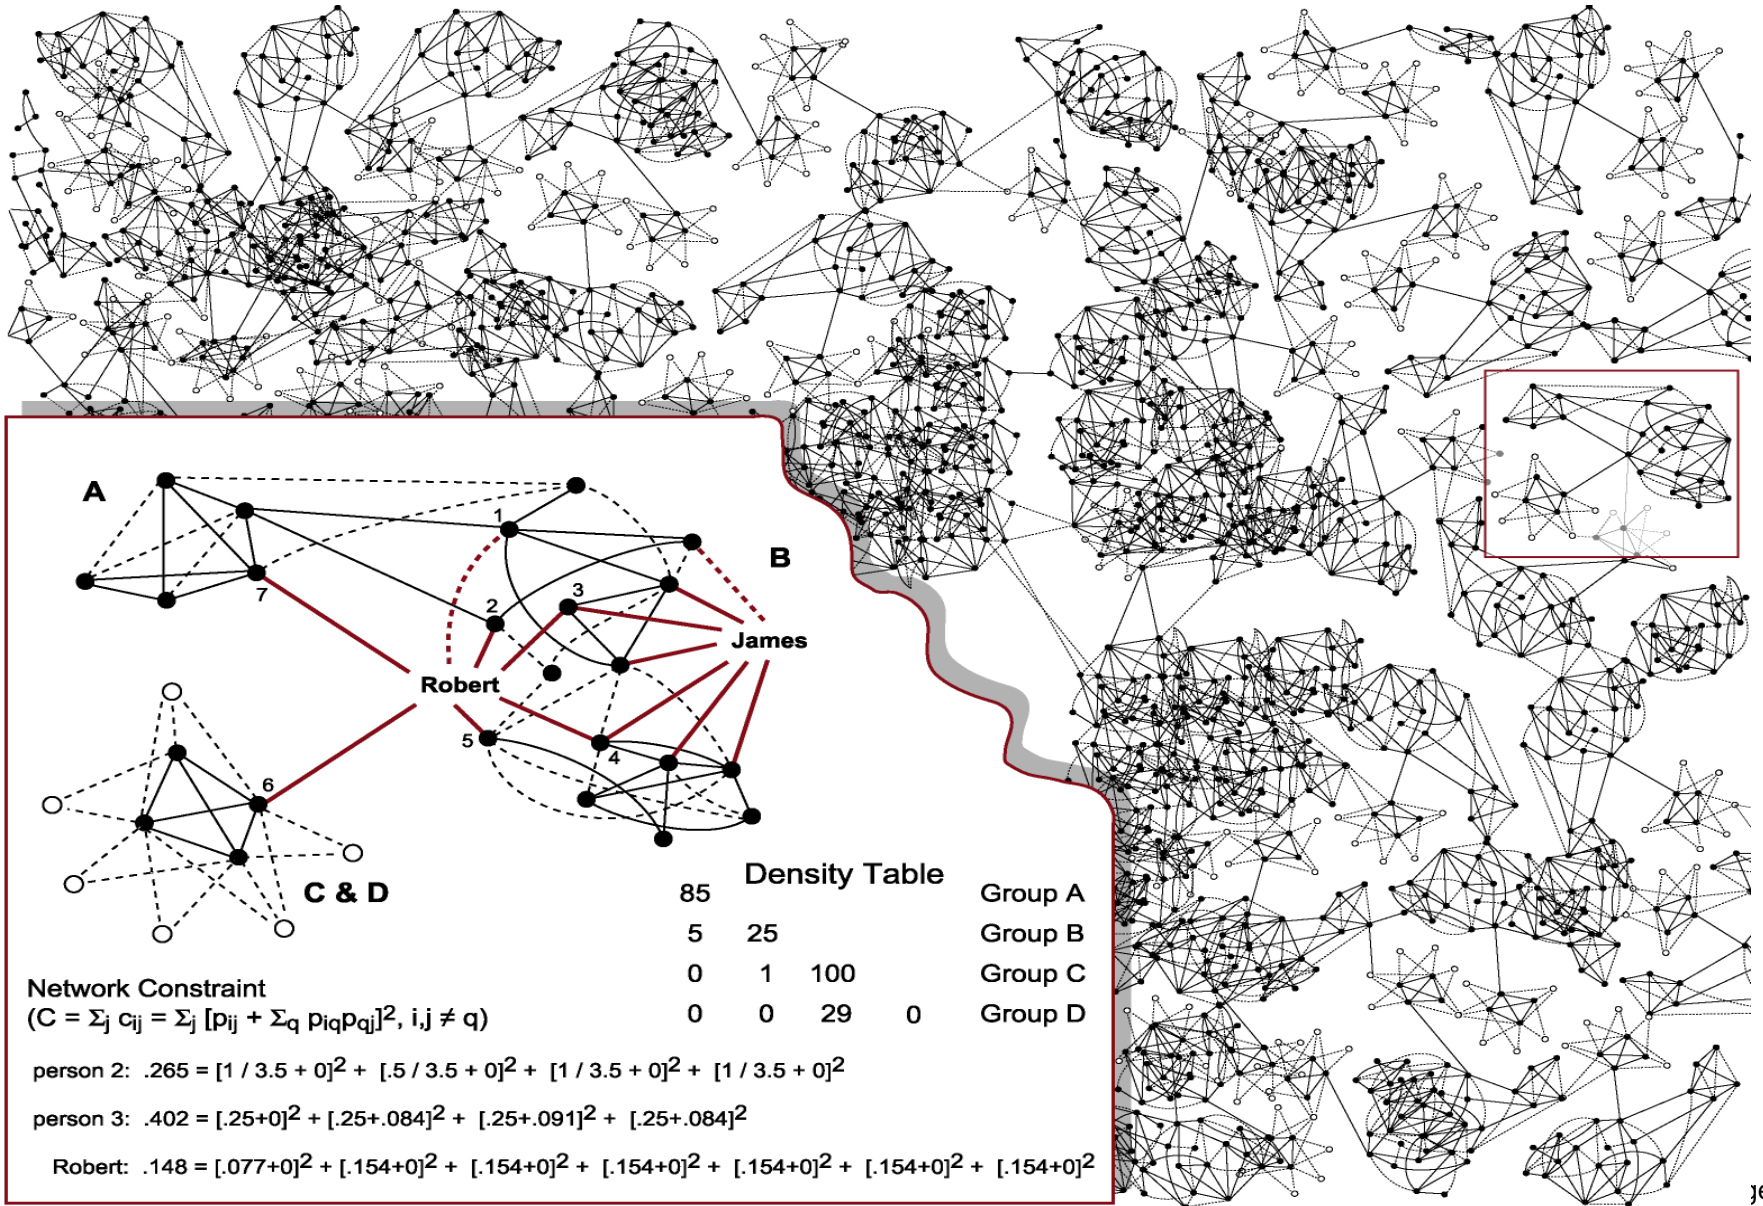 A
B
1
2
3
7
James
Robert
5
4
6
C & D
Density Table
85 Group A
5 25 Group B
0 1 100 Group C
0 0 29 0 Group D
Network Constraint
(C = Σj cij = Σj [pij + Σq piqpqj]², i,j ≠ q)
person 2: .265 = [1 / 3.5 + 0]² + [.5 / 3.5 + 0]² + [1 / 3.5 + 0]² + [1 / 3.5 + 0]²
person 3: .402 = [.25+0]² + [.25+.084]² + [.25+.091]² + [.25+.084]²
Robert: .148 = [.077+0]² + [.154+0]² + [.154+0]² + [.154+0]² + [.154+0]² + [.154+0]² + [.154+0]²